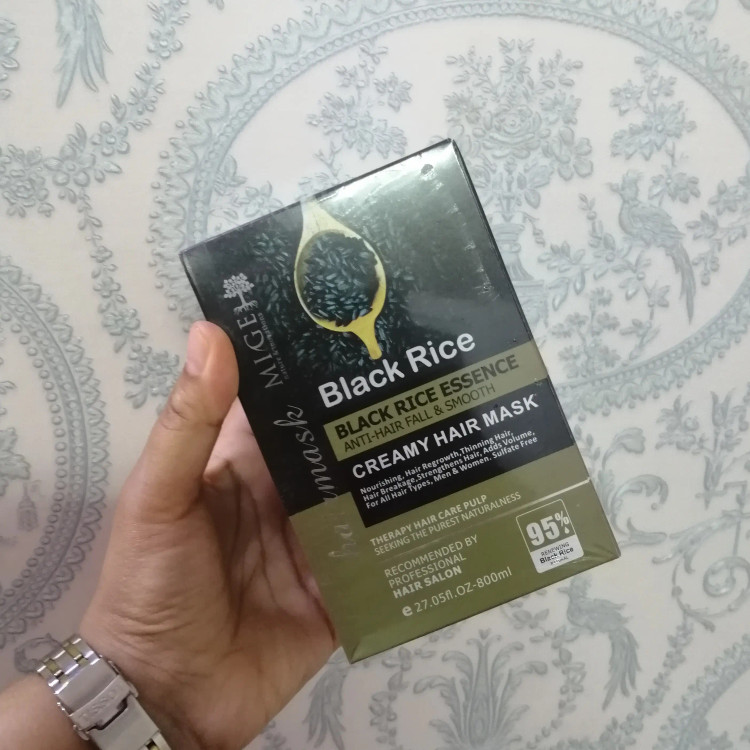 MIGE
hair mask
Black Rice
BLACK RICE ESSENCE
ANTI-HAIR FALL & SMOOTH
CREAMY HAIR MASK
Nourishing, Hair Regrowth,Thinning Hair,
Hair Breakage,Strengthens Hair, Adds Volume,
For All Hair Types, Men & Women. Sulfate Free
THERAPY HAIR CARE PULP
SEEKING THE PUREST NATURALNESS
RECOMMENDED BY
PROFESSIONAL
HAIR SALON
e 27.05fl.OZ-800ml
95%
RENEWING
Black Rice